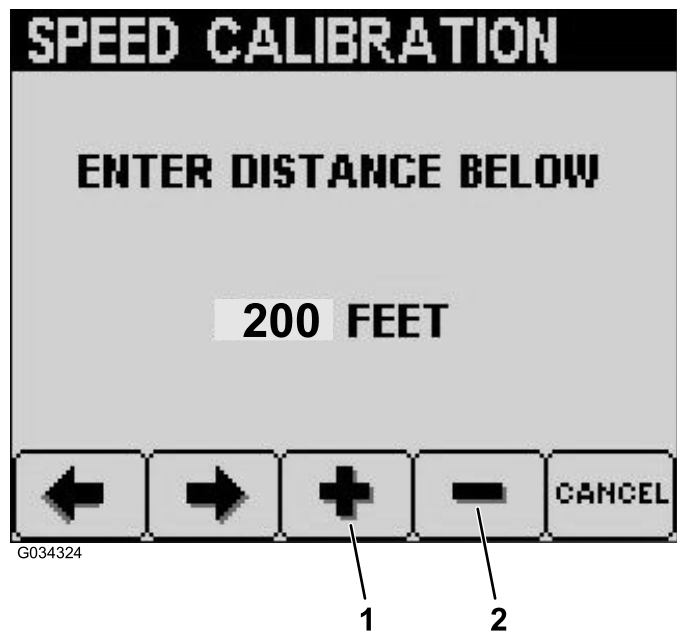 SPEED CALIBRATION
ENTER DISTANCE BELOW
200 FEET
CANCEL
G034324
1 2